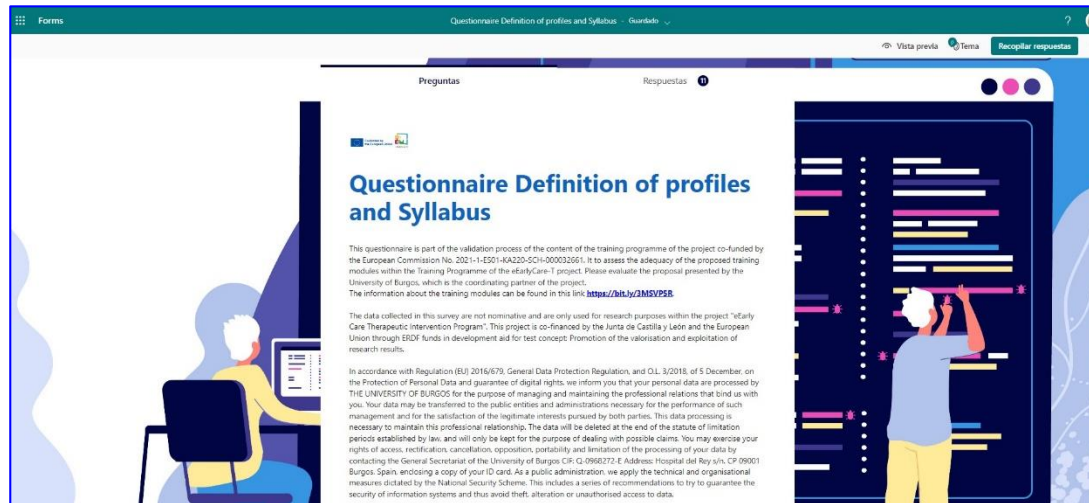 Forms
Questionnaire Definition of profiles and Syllabus - Guardado
?
Vista previa
Tema
Recopilar respuestas
Preguntas
Respuestas 11
Questionnaire Definition of profiles
and Syllabus
This questionnaire is part of the validation process of the content of the training programme of the project co-funded by
the European Commission No. 2021-1-ES01-KA220-SCH-000032661. It to assess the adequacy of the proposed training
modules within the Training Programme of the eEarlyCare-T project. Please evaluate the proposal presented by the
University of Burgos, which is the coordinating partner of the project.
The information about the training modules can be found in this link https://bit.ly/3MSVPSR.
The data collected in this survey are not nominative and are only used for research purposes within the project "eEarly
Care Therapeutic Intervention Program". This project is co-financed by the Junta de Castilla y León and the European
Union through ERDF funds in development aid for test concept: Promotion of the valorisation and exploitation of
research results.
In accordance with Regulation (EU) 2016/679, General Data Protection Regulation, and O.L. 3/2018, of 5 December, on
the Protection of Personal Data and guarantee of digital rights, we inform you that your personal data are processed by
THE UNIVERSITY OF BURGOS for the purpose of managing and maintaining the professional relations that bind us with
you. Your data may be transferred to the public entities and administrations necessary for the performance of such
management and for the satisfaction of the legitimate interests pursued by both parties. This data processing is
necessary to maintain this professional relationship. The data will be deleted at the end of the statute of limitation
periods established by law, and will only be kept for the purpose of dealing with possible claims. You may exercise your
rights of access, rectification, cancellation, opposition, portability and limitation of the processing of your data by
contacting the General Secretariat of the University of Burgos CIF: Q-0968272-E Address: Hospital del Rey s/n. CP 09001
Burgos, Spain, enclosing a copy of your ID card. As a public administration, we apply the technical and organisational
measures dictated by the National Security Scheme. This includes a series of recommendations to try to guarantee the
security of information systems and thus avoid theft, alteration or unauthorised access to data.